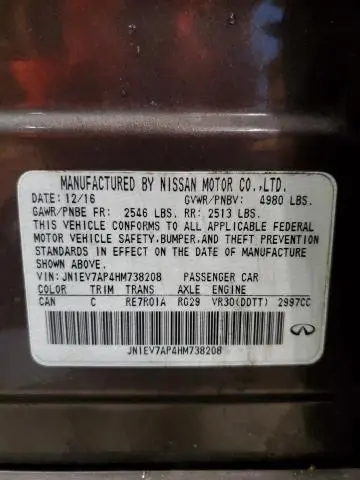 MANUFACTURED BY NISSAN MOTOR CO.,LTD.
DATE: 12/16 GVWR/PNBV: 4980 LBS.
GAWR/PNBE FR: 2546 LBS. RR: 2513 LBS.
THIS VEHICLE CONFORMS TO ALL APPLICABLE FEDERAL
MOTOR VEHICLE SAFETY,BUMPER,AND THEFT PREVENTION
STANDARDS IN EFFECT ON THE DATE OF MANUFACTURE
SHOWN ABOVE.
VIN: JN1EV7AP4HM738208 PASSENGER CAR
COLOR TRIM TRANS AXLE ENGINE
CAN C RE7R01A RG29 VR30(DDTT) 2997CC
JN1EV7AP4HM738208